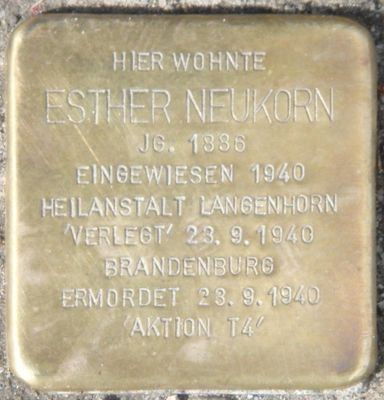 HIER WOHNTE
ESTHER NEUKORN
JG. 1886
EINGEWIESEN 1940
HEILANSTALT LANGENHORN
'VERLEGT' 23.9.1940
BRANDENBURG
ERMORDET 23.9.1940
'AKTION T4'